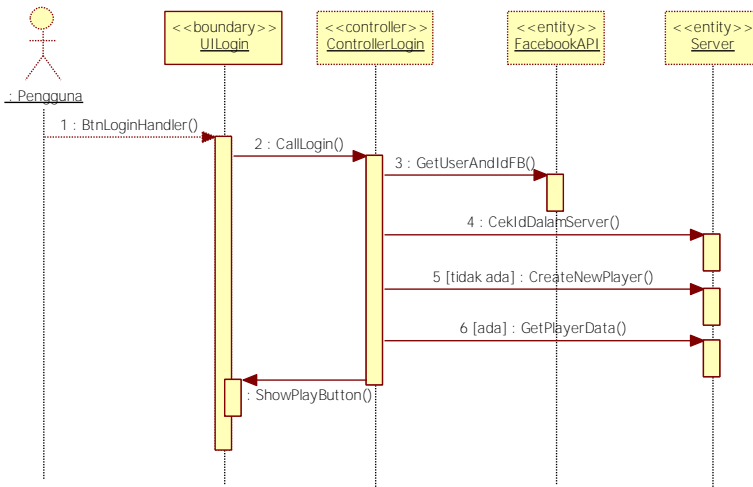 <<boundary>>
UILogin
<<controller>>
ControllerLogin
<<entity>>
FacebookAPI
<<entity>>
Server
: Pengguna
1 : BtnLoginHandler()
2 : CallLogin()
3 : GetUserAndIdFB()
4 : CekIdDalamServer()
5 [tidak ada] : CreateNewPlayer()
6 [ada] : GetPlayerData()
: ShowPlayButton()